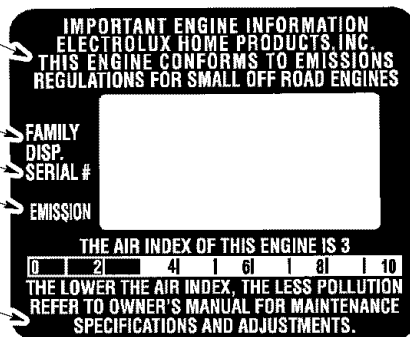 IMPORTANT ENGINE INFORMATION
ELECTROLUX HOME PRODUCTS, INC.
THIS ENGINE CONFORMS TO EMISSIONS
REGULATIONS FOR SMALL OFF ROAD ENGINES
FAMILY
DISP.
SERIAL #
EMISSION
THE AIR INDEX OF THIS ENGINE IS 3
0 2 4 6 8 10
THE LOWER THE AIR INDEX, THE LESS POLLUTION
REFER TO OWNER'S MANUAL FOR MAINTENANCE
SPECIFICATIONS AND ADJUSTMENTS.